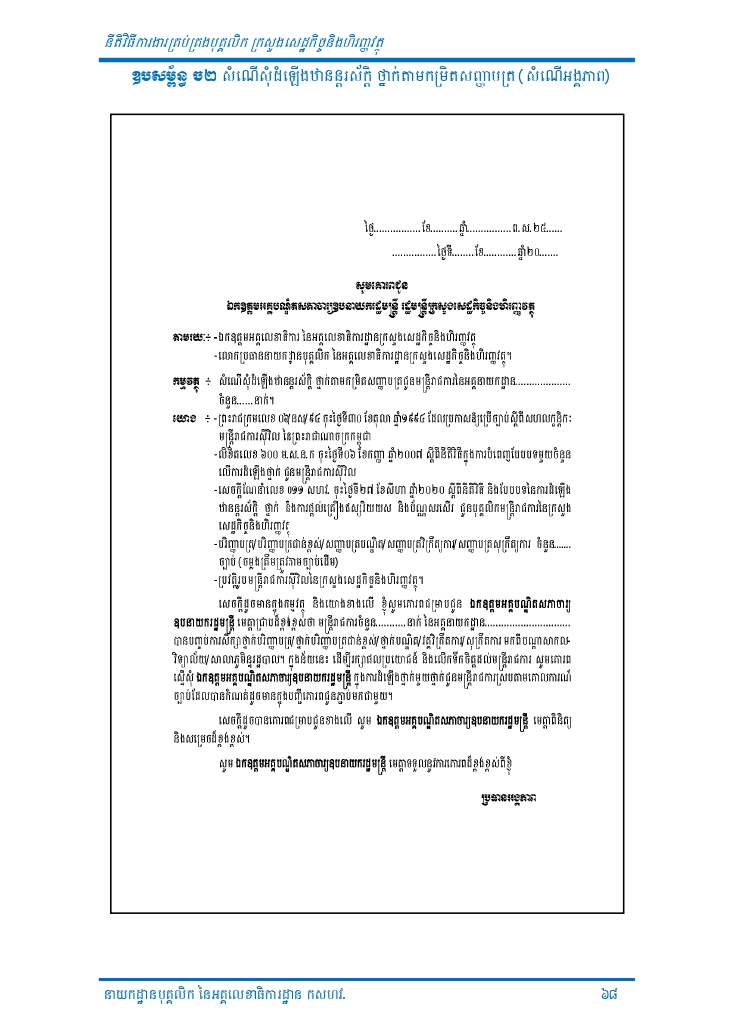 នីតិវិធីការងារគ្រប់គ្រងបុគ្គលិក ក្រសួងសេដ្ឋកិច្ចនិងហិរញ្ញវត្ថុ
ឧបសម្ព័ន្ធ ប២ សំណើសុំដំឡើងឋានន្តរស័ក្តិ ថ្នាក់តាមកម្រិតសញ្ញាបត្រ ( សំណើអង្គភាព)
ថ្ងៃ................. ខែ.......... ឆ្នាំ................ ព. ស. ២៥......
................ ថ្ងៃទី........ ខែ............ ឆ្នាំ២០.......
សូមគោរពជូន
ឯកឧត្តមអគ្គបណ្ឌិតសភាចារ្យឧបនាយករដ្ឋមន្ត្រី រដ្ឋមន្ត្រីក្រសួងសេដ្ឋកិច្ចនិងហិរញ្ញវត្ថុ
តាមរយៈ÷ -ឯកឧត្តមអគ្គលេខាធិការ នៃអគ្គលេខាធិការដ្ឋានក្រសួងសេដ្ឋកិច្ចនិងហិរញ្ញវត្ថុ
-លោកប្រធាននាយកដ្ឋានបុគ្គលិក នៃអគ្គលេខាធិការដ្ឋានក្រសួងសេដ្ឋកិច្ចនិងហិរញ្ញវត្ថុ។
កម្មវត្ថុ ÷ សំណើសុំដំឡើងឋានន្តរស័ក្តិ ថ្នាក់តាមកម្រិតសញ្ញាបត្រជូនមន្ត្រីរាជការនៃអគ្គនាយកដ្ឋាន....................
ចំនួន...... នាក់។
យោង ÷ -ព្រះរាជក្រមលេខ ០៦/នស/៩៤ ចុះថ្ងៃទី៣០ ខែតុលា ឆ្នាំ១៩៩៤ ដែលប្រកាសឱ្យប្រើច្បាប់ស្តីពីសហលក្ខន្តិកៈ
មន្ត្រីរាជការស៊ីវិល នៃព្រះរាជាណាចក្រកម្ពុជា
-លិខិតលេខ ៦០០ ម.ស.ន.ក ចុះថ្ងៃទី០៦ ខែកញ្ញា ឆ្នាំ២០០៧ ស្តីពីនីតិវិធីក្នុងការបំពេញបែបបទមួយចំនួន
លើការដំឡើងថ្នាក់ ជូនមន្ត្រីរាជការស៊ីវិល
-សេចក្តីណែនាំលេខ ០១១ សហវ. ចុះថ្ងៃទី២៧ ខែសីហា ឆ្នាំ២០២០ ស្តីពីនីតិវិធី និងបែបបទនៃការដំឡើង
ឋានន្តរស័ក្តិ ថ្នាក់ និងការផ្តល់គ្រឿងឥស្សរិយយស និងប័ណ្ណសរសើរ ជូនបុគ្គលិកមន្ត្រីរាជការនៃក្រសួង
សេដ្ឋកិច្ចនិងហិរញ្ញវត្ថុ
-បរិញ្ញាបត្រ/បរិញ្ញាបត្រជាន់ខ្ពស់/សញ្ញាបត្របណ្ឌិត/សញ្ញាបត្រវិក្រឹត្យការ/សញ្ញាបត្រសុក្រឹត្យការ ចំនួន......
ច្បាប់ (ចម្លងត្រឹមត្រូវតាមច្បាប់ដើម)
-ប្រវត្តិរូបមន្ត្រីរាជការស៊ីវិលនៃក្រសួងសេដ្ឋកិច្ចនិងហិរញ្ញវត្ថុ។
សេចក្តីដូចមានក្នុងកម្មវត្ថុ និងយោងខាងលើ ខ្ញុំសូមគោរពជម្រាបជូន ឯកឧត្តមអគ្គបណ្ឌិតសភាចារ្យ
ឧបនាយករដ្ឋមន្ត្រី មេត្តាជ្រាបដ៏ខ្ពង់ខ្ពស់ថា មន្ត្រីរាជការចំនួន........... នាក់ នៃអគ្គនាយកដ្ឋាន...............................
បានបញ្ចប់ការសិក្សាថ្នាក់បរិញ្ញាបត្រ/ថ្នាក់បរិញ្ញាបត្រជាន់ខ្ពស់/ថ្នាក់បណ្ឌិត/វគ្គវិក្រឹតការ/សុក្រឹតការ មកពីបណ្តាសាកល-
វិទ្យាល័យ/សាលាភូមិន្ទរដ្ឋបាល។ ក្នុងន័យនេះ ដើម្បីរក្សាផលប្រយោជន៍ និងលើកទឹកចិត្តដល់មន្ត្រីរាជការ សូមគោរព
ស្នើសុំ ឯកឧត្តមអគ្គបណ្ឌិតសភាចារ្យឧបនាយករដ្ឋមន្ត្រី ក្នុងការដំឡើងថ្នាក់មួយថ្នាក់ជូនមន្ត្រីរាជការស្របតាមគោលការណ៍
ច្បាប់ដែលបានកំណត់ដូចមានក្នុងបញ្ជីគោរពជូនភ្ជាប់មកជាមួយ។
សេចក្តីដូចបានគោរពជម្រាបជូនខាងលើ សូម ឯកឧត្តមអគ្គបណ្ឌិតសភាចារ្យឧបនាយករដ្ឋមន្ត្រី មេត្តាពិនិត្យ
និងសម្រេចដ៏ខ្ពង់ខ្ពស់។
សូម ឯកឧត្តមអគ្គបណ្ឌិតសភាចារ្យឧបនាយករដ្ឋមន្ត្រី មេត្តាទទួលនូវការគោរពដ៏ខ្ពង់ខ្ពស់ពីខ្ញុំ
ប្រធានអង្គភាព
នាយកដ្ឋានបុគ្គលិក នៃអគ្គលេខាធិការដ្ឋាន កសហវ. ៦៨